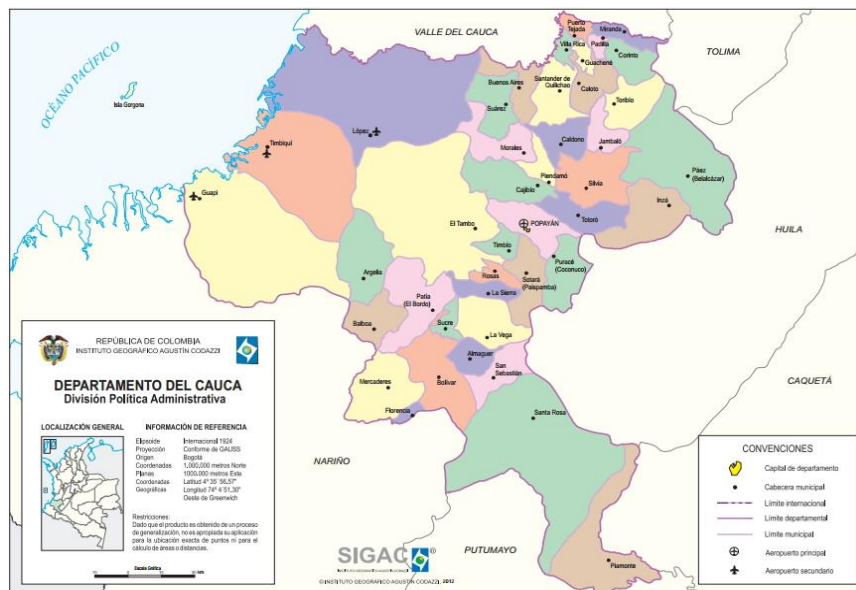 OCÉANO PACÍFICO
Isla Gorgona
VALLE DEL CAUCA
TOLIMA
HUILA
CAQUETÁ
NARIÑO
PUTUMAYO
Puerto
Tejada
Miranda
Villa Rica
Padilla
Guachené
Corinto
Buenos Aires
Santander de
Quilichao
Caloto
Toribío
Suárez
López
Timbiquí
Morales
Caldono
Jambaló
Páez
(Belalcázar)
Guapi
Piendamó
Cajibío
Silvia
Inzá
Totoró
El Tambo
POPAYÁN
Timbío
Puracé
(Coconuco)
Argelia
Rosas
Sotará
(Paispamba)
La Sierra
Patía
(El Bordo)
Balboa
Sucre
La Vega
Almaguer
San
Sebastián
Mercaderes
Bolívar
Florencia
Santa Rosa
Piamonte
REPÚBLICA DE COLOMBIA
INSTITUTO GEOGRÁFICO AGUSTÍN CODAZZI
DEPARTAMENTO DEL CAUCA
División Política Administrativa
LOCALIZACIÓN GENERAL
INFORMACIÓN DE REFERENCIA
Elipsoide Internacional 1924
Proyección Conforme de GAUSS
Origen Bogotá
Coordenadas 1,000,000 metros Norte
Planas 1000,000 metros Este
Coordenadas Latitud 4° 35' 56,57"
Geográficas Longitud 74° 4' 51,30"
Oeste de Greenwich
Restricciones:
Dado que el producto es obtenido de un proceso
de generalización, no es apropiada su aplicación
para la ubicación exacta de puntos ni para el
cálculo de áreas o distancias.
Escala Gráfica
km
SIGAC
© INSTITUTO GEOGRÁFICO AGUSTÍN CODAZZI, 2012
CONVENCIONES
Capital de departamento
Cabecera municipal
Límite internacional
Límite departamental
Límite municipal
Aeropuerto principal
Aeropuerto secundario